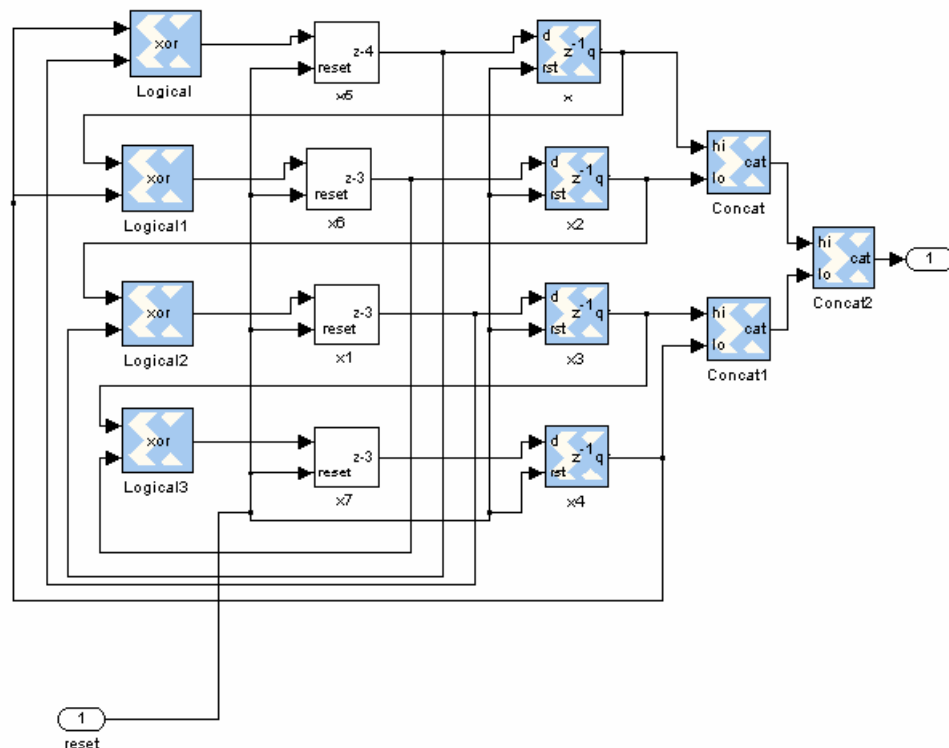 xor
Logical
z-4
reset
x5
d
z-1 q
rst
x
xor
Logical1
z-3
reset
x6
d
z-1 q
rst
x2
hi
cat
lo
Concat
hi
cat
lo
Concat2
1
xor
Logical2
z-3
reset
x1
d
z-1 q
rst
x3
hi
cat
lo
Concat1
xor
Logical3
z-3
reset
x7
d
z-1 q
rst
x4
1
reset